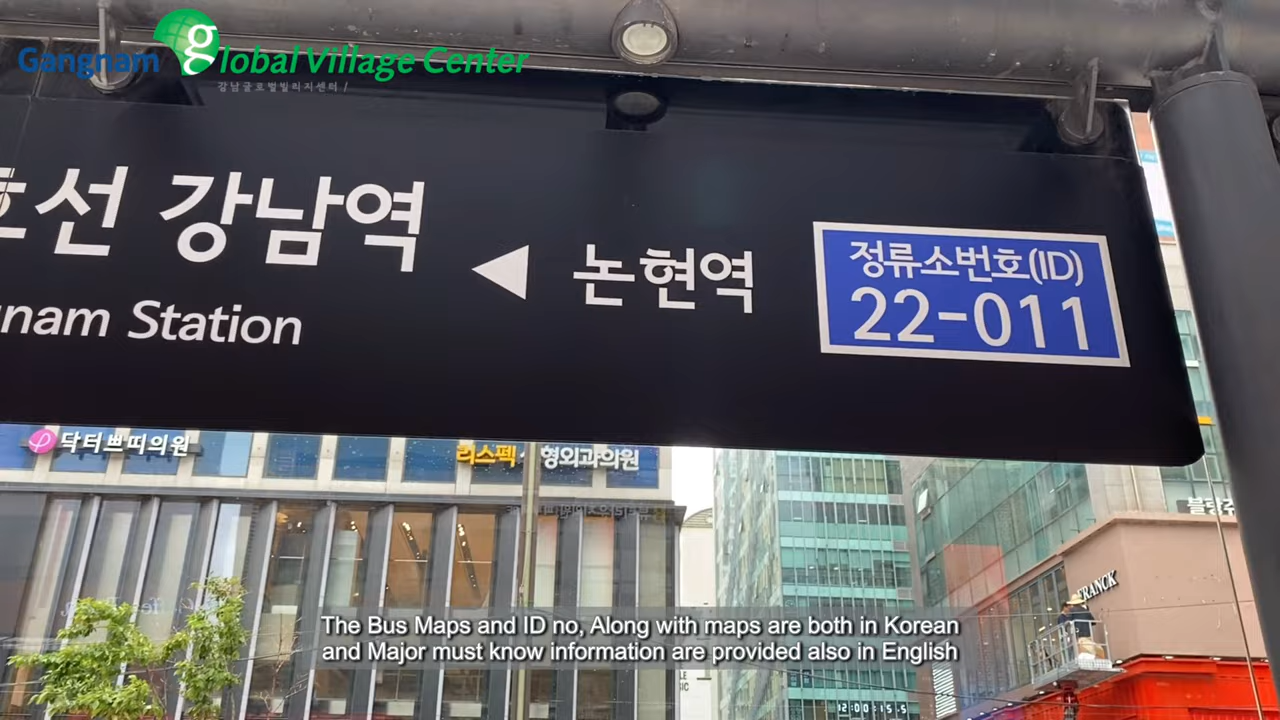 Gangnam global Village Center
강남글로벌빌리지센터 /
호선 강남역
논현역
정류소번호(ID)
22-011
nam Station
닥터쁘띠의원
리스펙 성형외과의원
FRANCK
The Bus Maps and ID no, Along with maps are both in Korean
and Major must know information are provided also in English